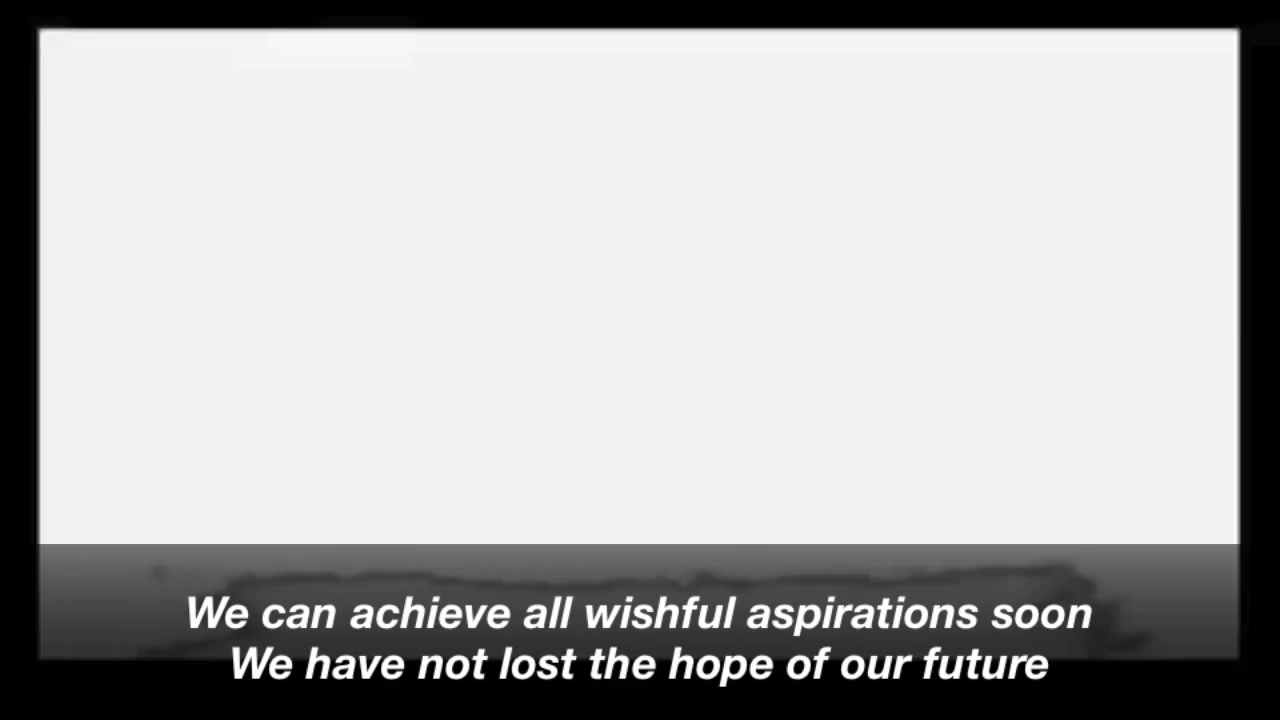 We can achieve all wishful aspirations soon
We have not lost the hope of our future